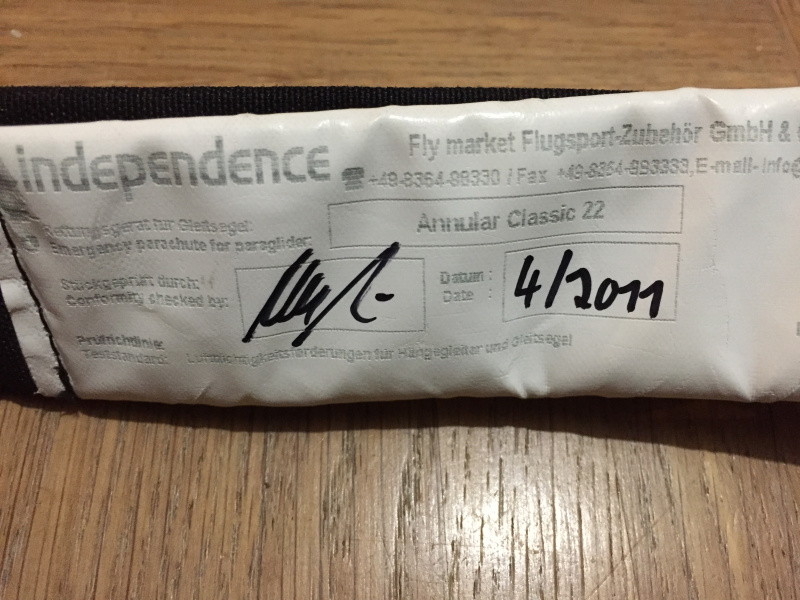 independence
Fly market Flugsport-Zubehör GmbH &
+49-8364-98330 / Fax +49-8364-993333, E-mail- info@
Rettungsgerät für Gleitsegel:
Emergency parachute for paraglider:
Annular Classic 22
Stückgeprüft durch:
Conformity checked by:
Datum :
Date :
4/2011
Prüfrichtlinie:
Teststandard:
Lufttüchtigkeitsforderungen für Hängegleiter und Gleitsegel